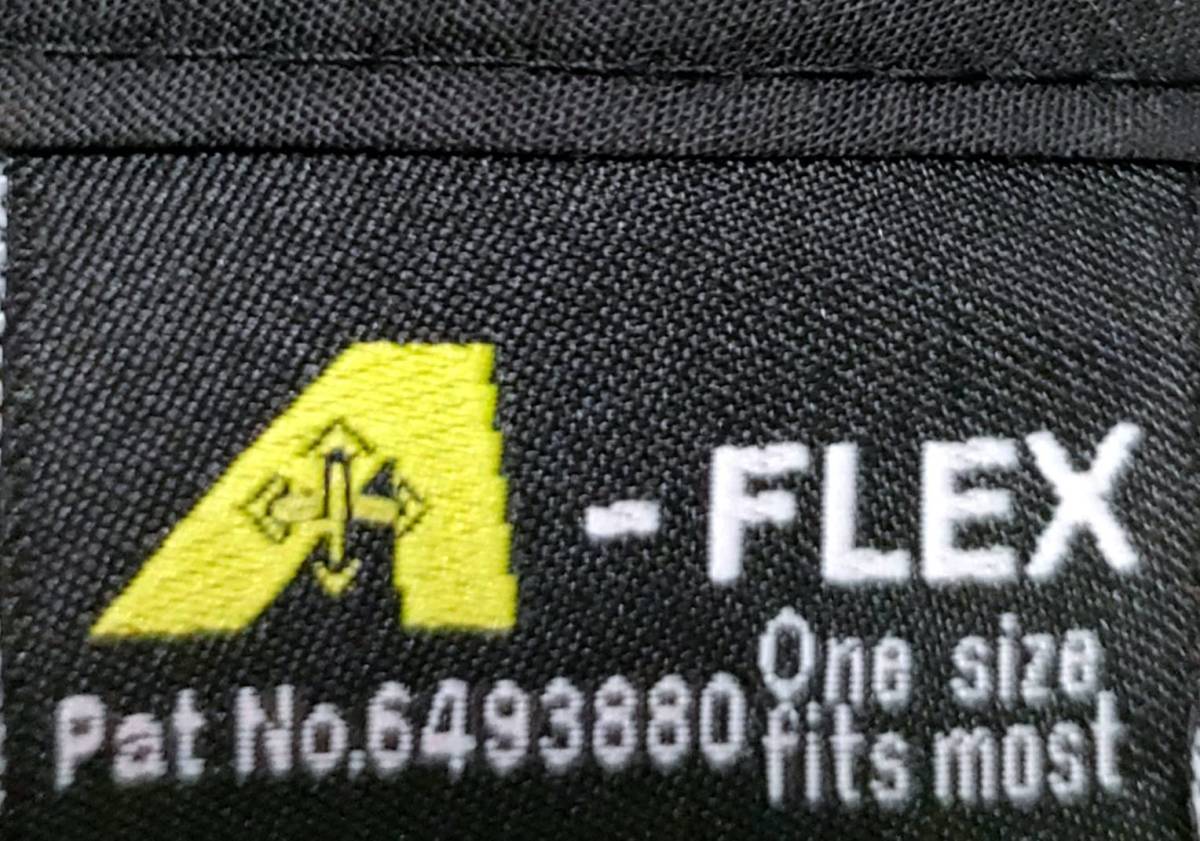 A - FLEX
One size
Pat No.6493880 fits most